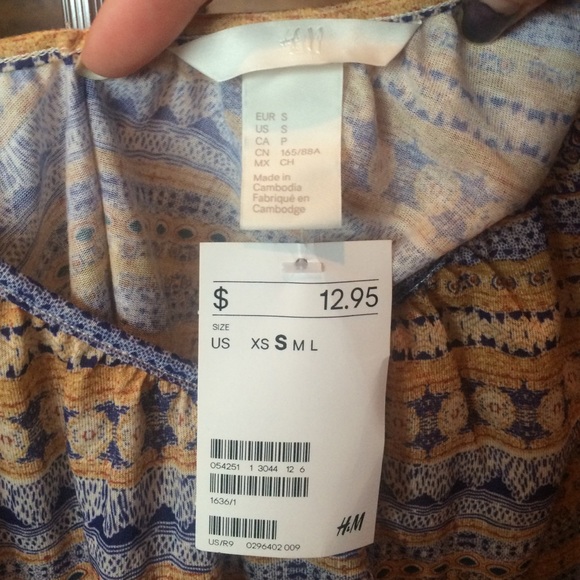 H&M
EUR S
US S
CA P
CN 165/88A
MX CH
Made in
Cambodia
Fabriqué en
Cambodge
$ 12.95
SIZE
US XS S M L
054251 1 3044 12 6
1636/1
H&M
US/R9 0296402 009